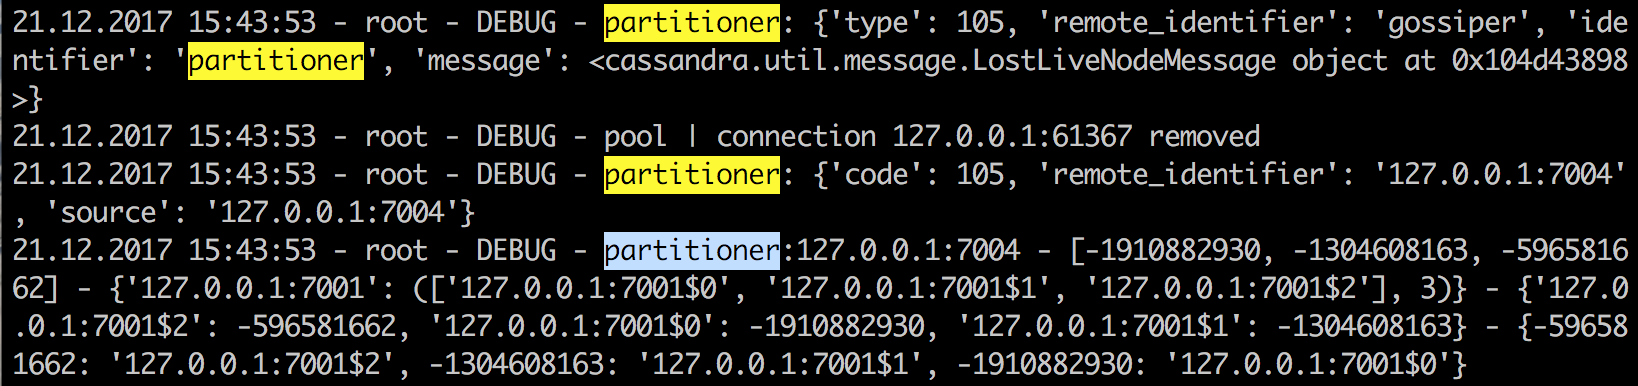 21.12.2017 15:43:53 - root - DEBUG - partitioner: {'type': 105, 'remote_identifier': 'gossiper', 'ide
ntifier': 'partitioner', 'message': <cassandra.util.message.LostLiveNodeMessage object at 0x104d43898
>}
21.12.2017 15:43:53 - root - DEBUG - pool | connection 127.0.0.1:61367 removed
21.12.2017 15:43:53 - root - DEBUG - partitioner: {'code': 105, 'remote_identifier': '127.0.0.1:7004'
, 'source': '127.0.0.1:7004'}
21.12.2017 15:43:53 - root - DEBUG - partitioner:127.0.0.1:7004 - [-1910882930, -1304608163, -5965816
62] - {'127.0.0.1:7001': (['127.0.0.1:7001$0', '127.0.0.1:7001$1', '127.0.0.1:7001$2'], 3)} - {'127.0
.0.1:7001$2': -596581662, '127.0.0.1:7001$0': -1910882930, '127.0.0.1:7001$1': -1304608163} - {-59658
1662: '127.0.0.1:7001$2', -1304608163: '127.0.0.1:7001$1', -1910882930: '127.0.0.1:7001$0'}